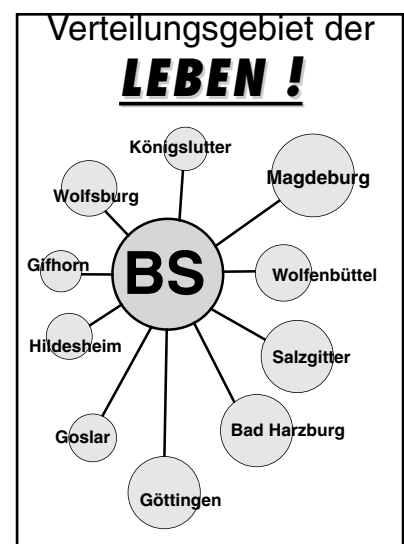 Verteilungsgebiet der
LEBEN !
Königslutter
Magdeburg
Wolfsburg
Gifhorn
BS
Wolfenbüttel
Hildesheim
Salzgitter
Goslar
Bad Harzburg
Göttingen